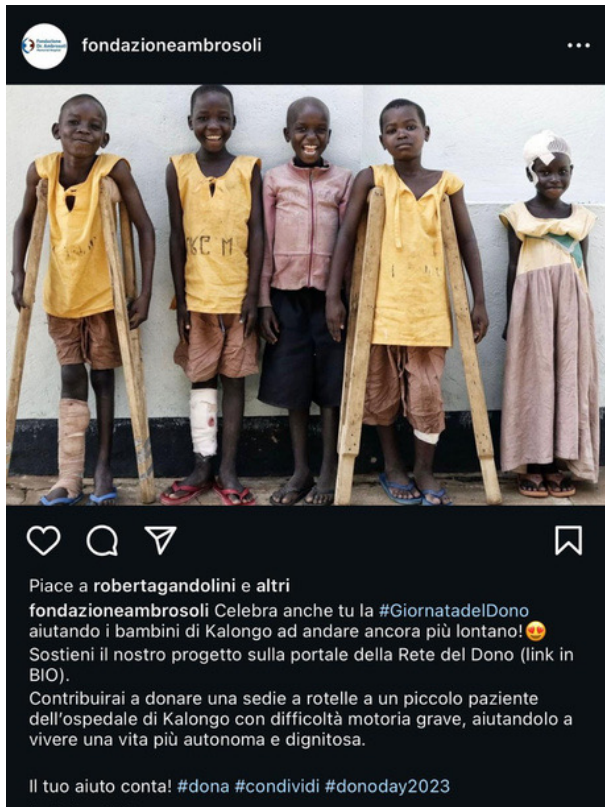 fondazioneambrosoli
Fondazione
Dr. Ambrosoli
Piace a robertagandolini e altri
fondazioneambrosoli Celebra anche tu la #GiornatadelDono
aiutando i bambini di Kalongo ad andare ancora più lontano!😍
Sostieni il nostro progetto sulla portale della Rete del Dono (link in
BIO).
Contribuirai a donare una sedie a rotelle a un piccolo paziente
dell'ospedale di Kalongo con difficoltà motoria grave, aiutandolo a
vivere una vita più autonoma e dignitosa.
Il tuo aiuto conta! #dona #condividi #donoday2023